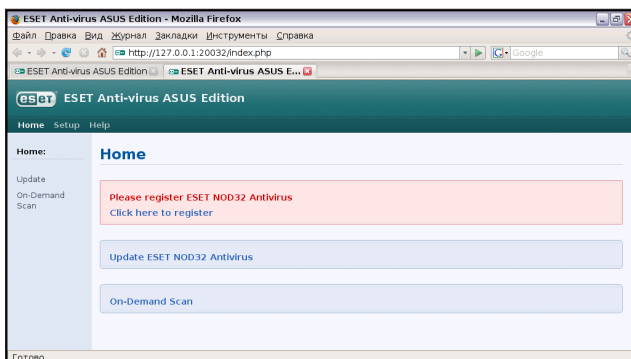 ESET Anti-virus ASUS Edition - Mozilla Firefox
Файл Правка Вид Журнал Закладки Инструменты Справка
http://127.0.0.1:20032/index.php
Google
ESET Anti-virus ASUS Edition
ESET Anti-virus ASUS E...
eset ESET Anti-virus ASUS Edition
Home Setup Help
Home:
Update
On-Demand
Scan
Home
Please register ESET NOD32 Antivirus
Click here to register
Update ESET NOD32 Antivirus
On-Demand Scan
Готово